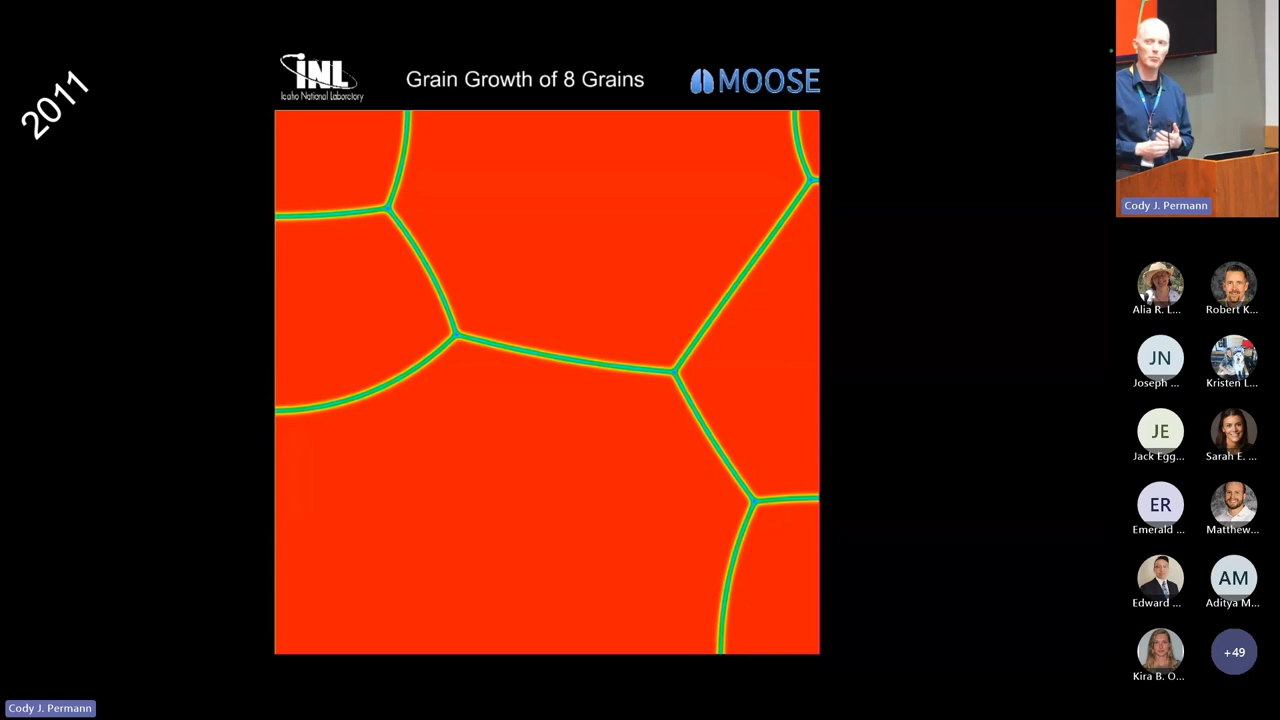 2011
INL
Idaho National Laboratory
Grain Growth of 8 Grains
MOOSE
Cody J. Permann
Alia R. L...
Robert K...
JN
Joseph ...
Kristen L...
JE
Jack Egg...
Sarah E. ...
ER
Emerald ...
Matthew...
Edward ...
AM
Aditya M...
Kira B. O...
+49
Cody J. Permann